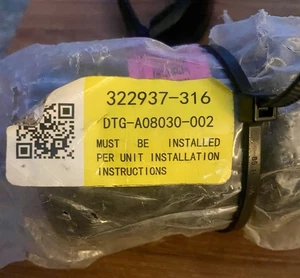 322937-316
DTG-A08030-002
MUST BE INSTALLED
PER UNIT INSTALLATION
INSTRUCTIONS